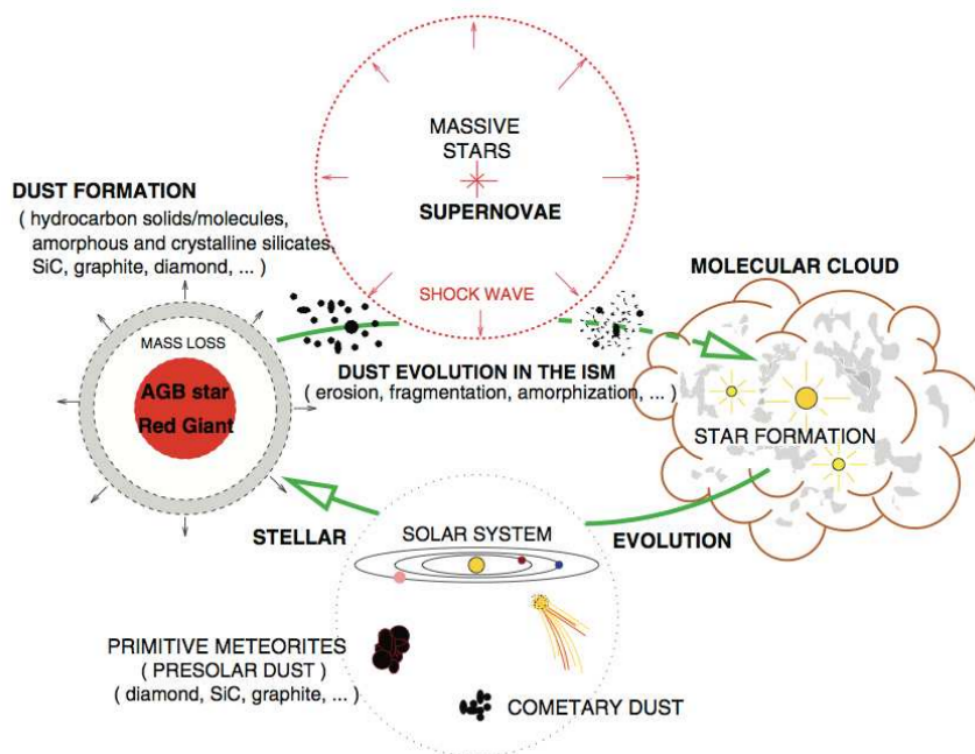 MASSIVE
STARS
SUPERNOVAE
SHOCK WAVE
DUST FORMATION
( hydrocarbon solids/molecules,
amorphous and crystalline silicates,
SiC, graphite, diamond, ... )
MASS LOSS
AGB star
Red Giant
DUST EVOLUTION IN THE ISM
( erosion, fragmentation, amorphization, ... )
MOLECULAR CLOUD
STAR FORMATION
STELLAR
EVOLUTION
SOLAR SYSTEM
PRIMITIVE METEORITES
( PRESOLAR DUST )
( diamond, SiC, graphite, ... )
COMETARY DUST